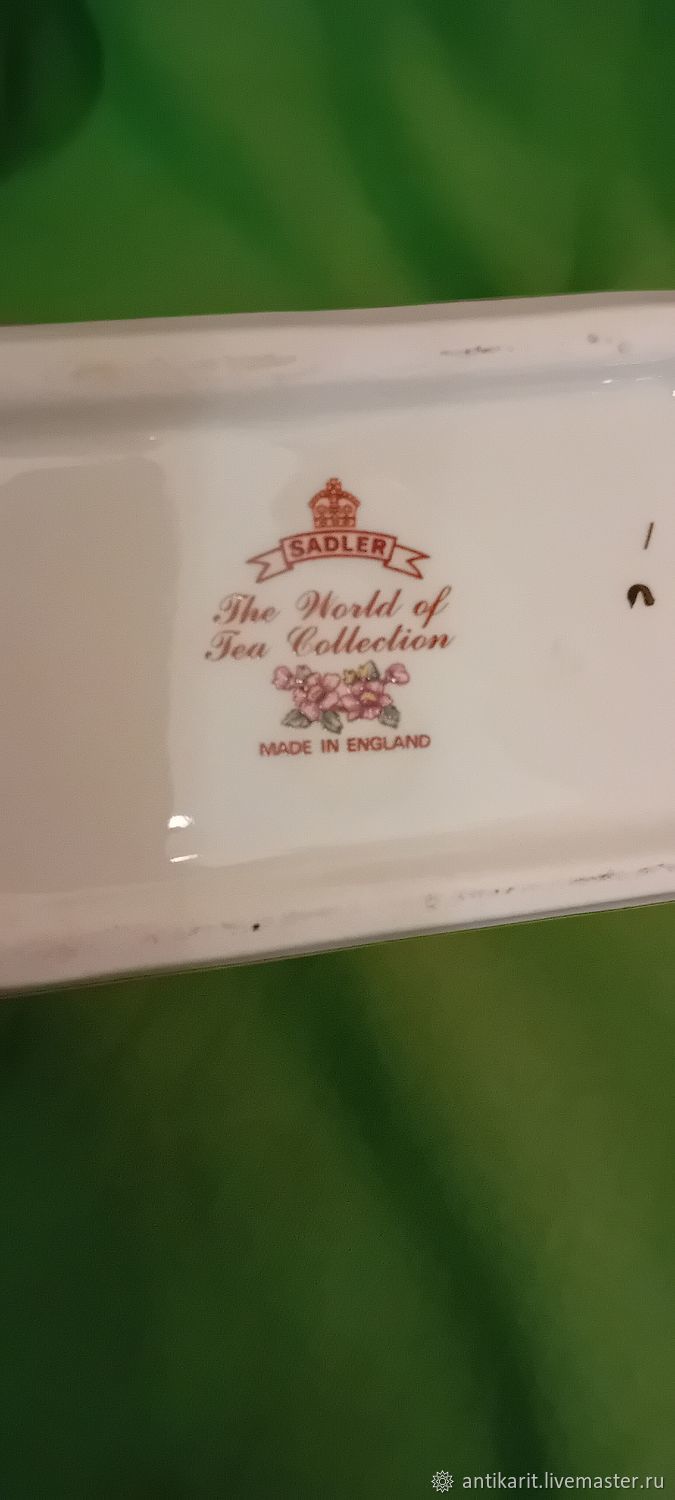 SADLER
The World of
Tea Collection
MADE IN ENGLAND
antikarit.livemaster.ru